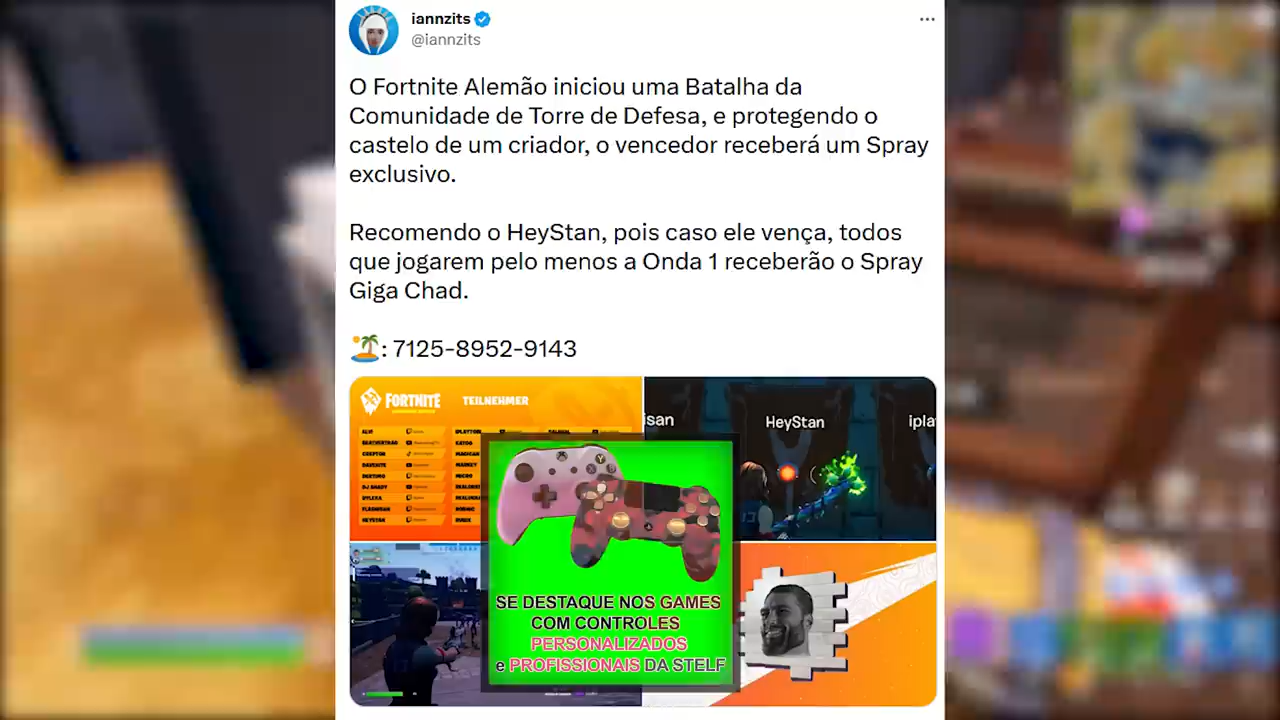 iannzits
@iannzits
O Fortnite Alemão iniciou uma Batalha da
Comunidade de Torre de Defesa, e protegendo o
castelo de um criador, o vencedor receberá um Spray
exclusivo.
Recomendo o HeyStan, pois caso ele vença, todos
que jogarem pelo menos a Onda 1 receberão o Spray
Giga Chad.
: 7125-8952-9143
FORTNITE
TEILNEHMER
isan
HeyStan
ipla
SE DESTAQUE NOS GAMES
COM CONTROLES
PERSONALIZADOS
e PROFISSIONAIS DA STELF